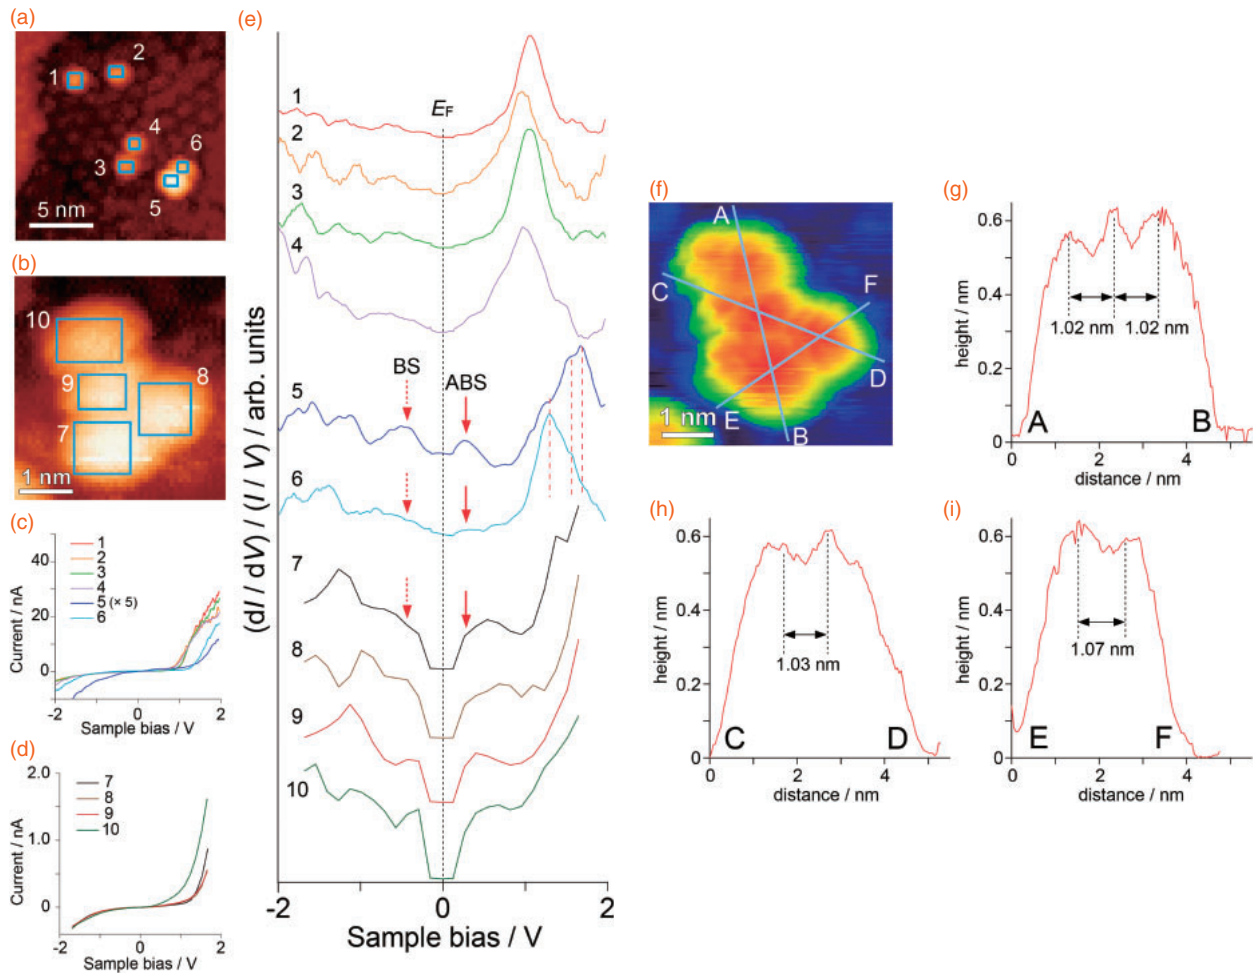 (a)
1
2
3
4
5
6
5 nm
(b)
10
9
8
7
1 nm
(c)
Current / nA
40
20
0
1
2
3
4
5 (× 5)
6
-2
0
2
Sample bias / V
(d)
Current / nA
2.0
1.0
0
7
8
9
10
-2
0
2
Sample bias / V
(e)
(dI / dV) / (I / V) / arb. units
EF
1
2
3
4
5
BS
ABS
6
7
8
9
10
-2
0
2
Sample bias / V
(f)
A
C
F
D
E
B
1 nm
(g)
height / nm
0.6
0.4
0.2
0
1.02 nm
1.02 nm
A
B
0
2
4
distance / nm
(h)
height / nm
0.6
0.4
0.2
0
1.03 nm
C
D
0
2
4
distance / nm
(i)
height / nm
0.6
0.4
0.2
0
1.07 nm
E
F
0
2
4
distance / nm